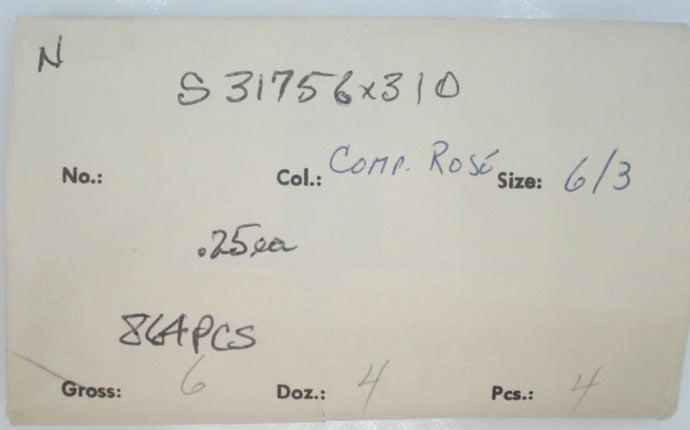 N
S 31756x310
No.: Col.: Comp. Rosé Size: 6/3
.25ea
864PCS
Gross: 6 Doz.: 4 Pcs.: 4